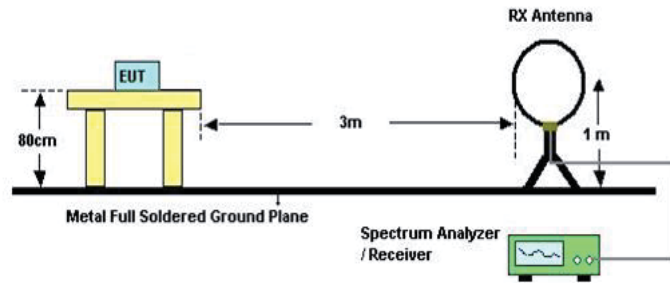 RX Antenna
EUT
80cm
3m
1 m
Metal Full Soldered Ground Plane
Spectrum Analyzer
/ Receiver